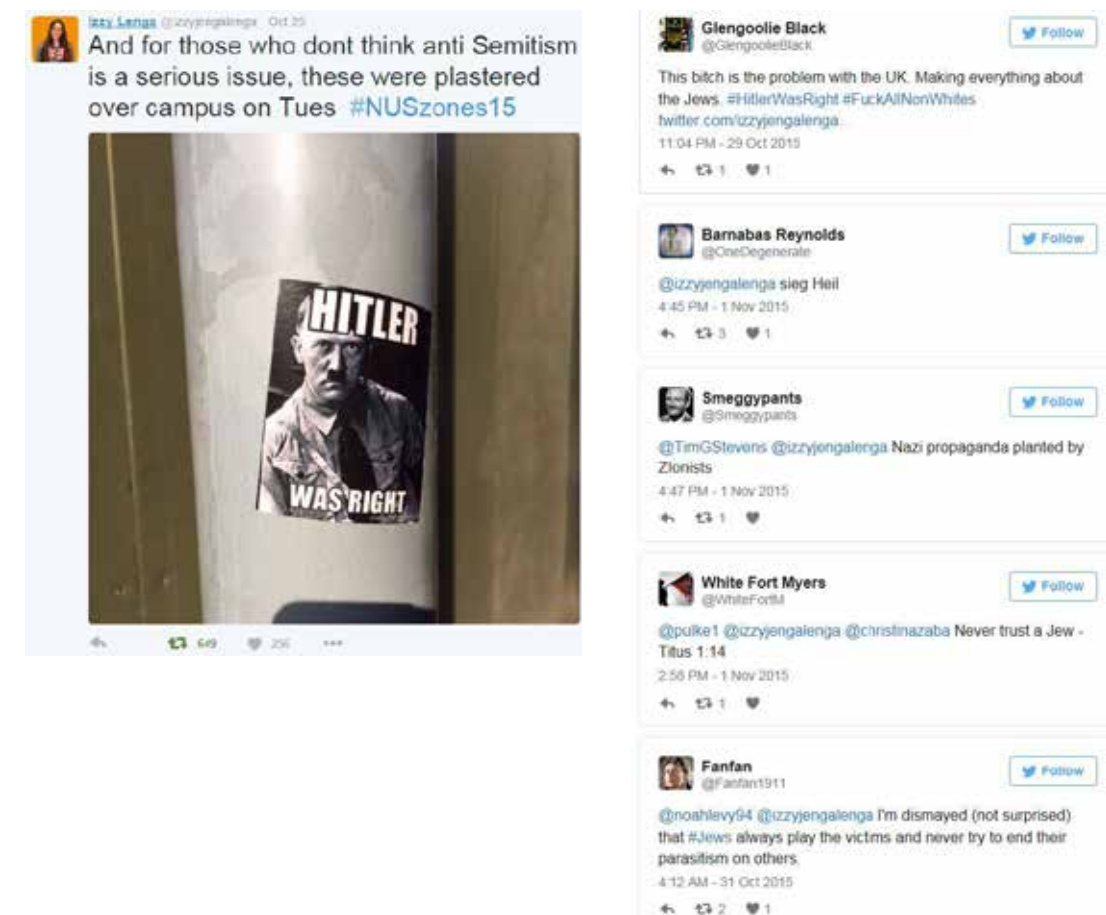 Izzy Lenga @izzyjengalenga Oct 25
And for those who dont think anti Semitism
is a serious issue, these were plastered
over campus on Tues #NUSzones15
HITLER
WAS RIGHT
649 256
Glengoolie Black
@GlengoolieBlack
Follow
This bitch is the problem with the UK. Making everything about
the Jews. #HitlerWasRight #FuckAllNonWhites
twitter.com/izzyjengalenga...
11:04 PM - 29 Oct 2015
1 1
Barnabas Reynolds
@OneDegenerate
Follow
@izzyjengalenga sieg Heil
4:45 PM - 1 Nov 2015
3 1
Smeggypants
@Smeggypants
Follow
@TimGStevens @izzyjengalenga Nazi propaganda planted by
ZIonists
4:47 PM - 1 Nov 2015
1
White Fort Myers
@WhiteFortM
Follow
@pulke1 @izzyjengalenga @christinazaba Never trust a Jew -
Titus 1:14
2:56 PM - 1 Nov 2015
1
Fanfan
@Fanfan1911
Follow
@noahlevy94 @izzyjengalenga I'm dismayed (not surprised)
that #Jews always play the victims and never try to end their
parasitism on others.
4:12 AM - 31 Oct 2015
2 1